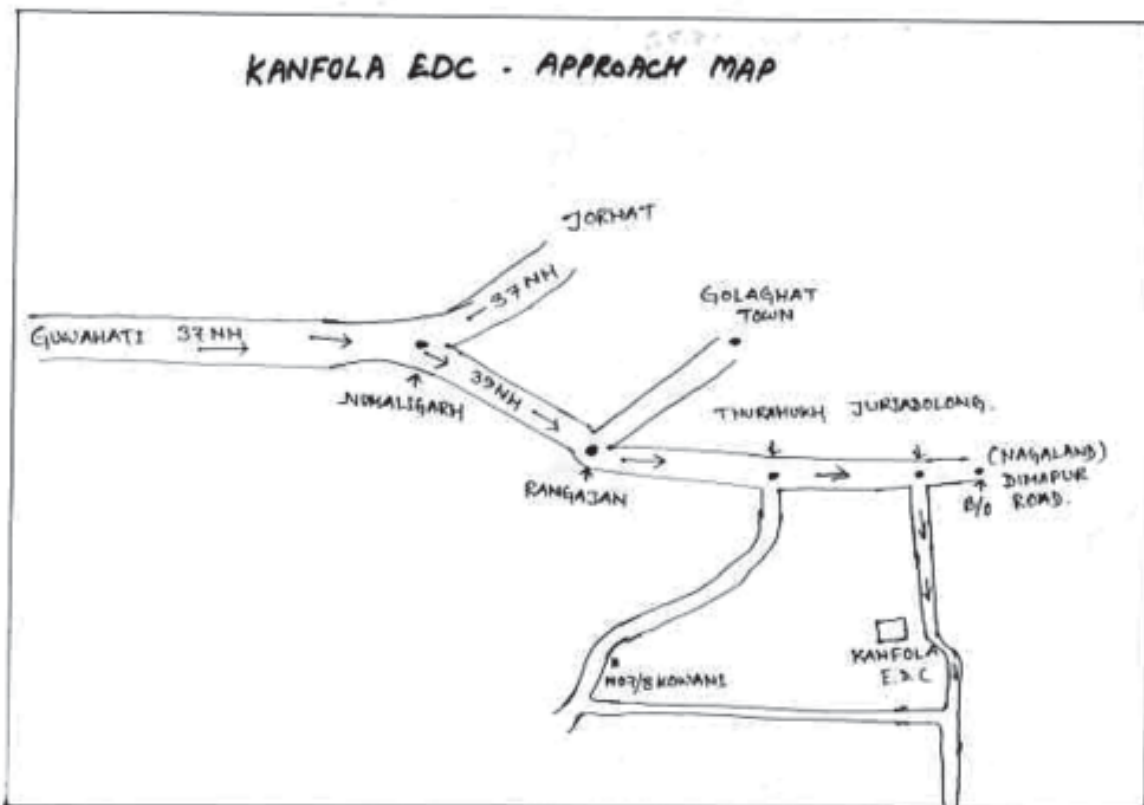 KANFOLA EDC - APPROACH MAP
JORHAT
37 NH
GOLAGHAT
TOWN
GUWAHATI 37 NH
39 NH
NUMALIGARH
THURAMUKH JURIADOLONG.
(NAGALAND)
DIMAPUR
ROAD.
B/O
RANGAJAN
KANFOLA
E.D.C